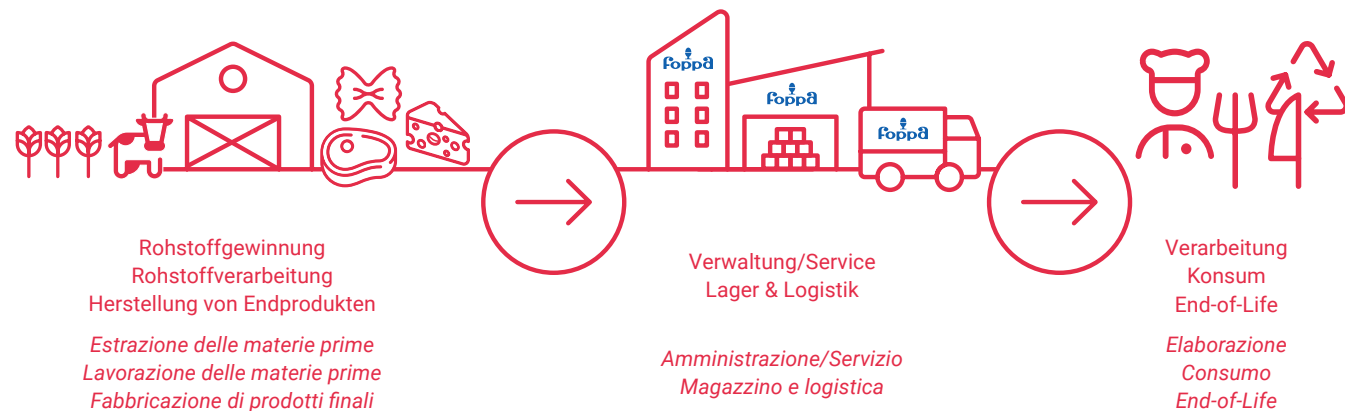 foppa
foppa
foppa
Rohstoffgewinnung
Rohstoffverarbeitung
Herstellung von Endprodukten
Estrazione delle materie prime
Lavorazione delle materie prime
Fabbricazione di prodotti finali
Verwaltung/Service
Lager & Logistik
Amministrazione/Servizio
Magazzino e logistica
Verarbeitung
Konsum
End-of-Life
Elaborazione
Consumo
End-of-Life